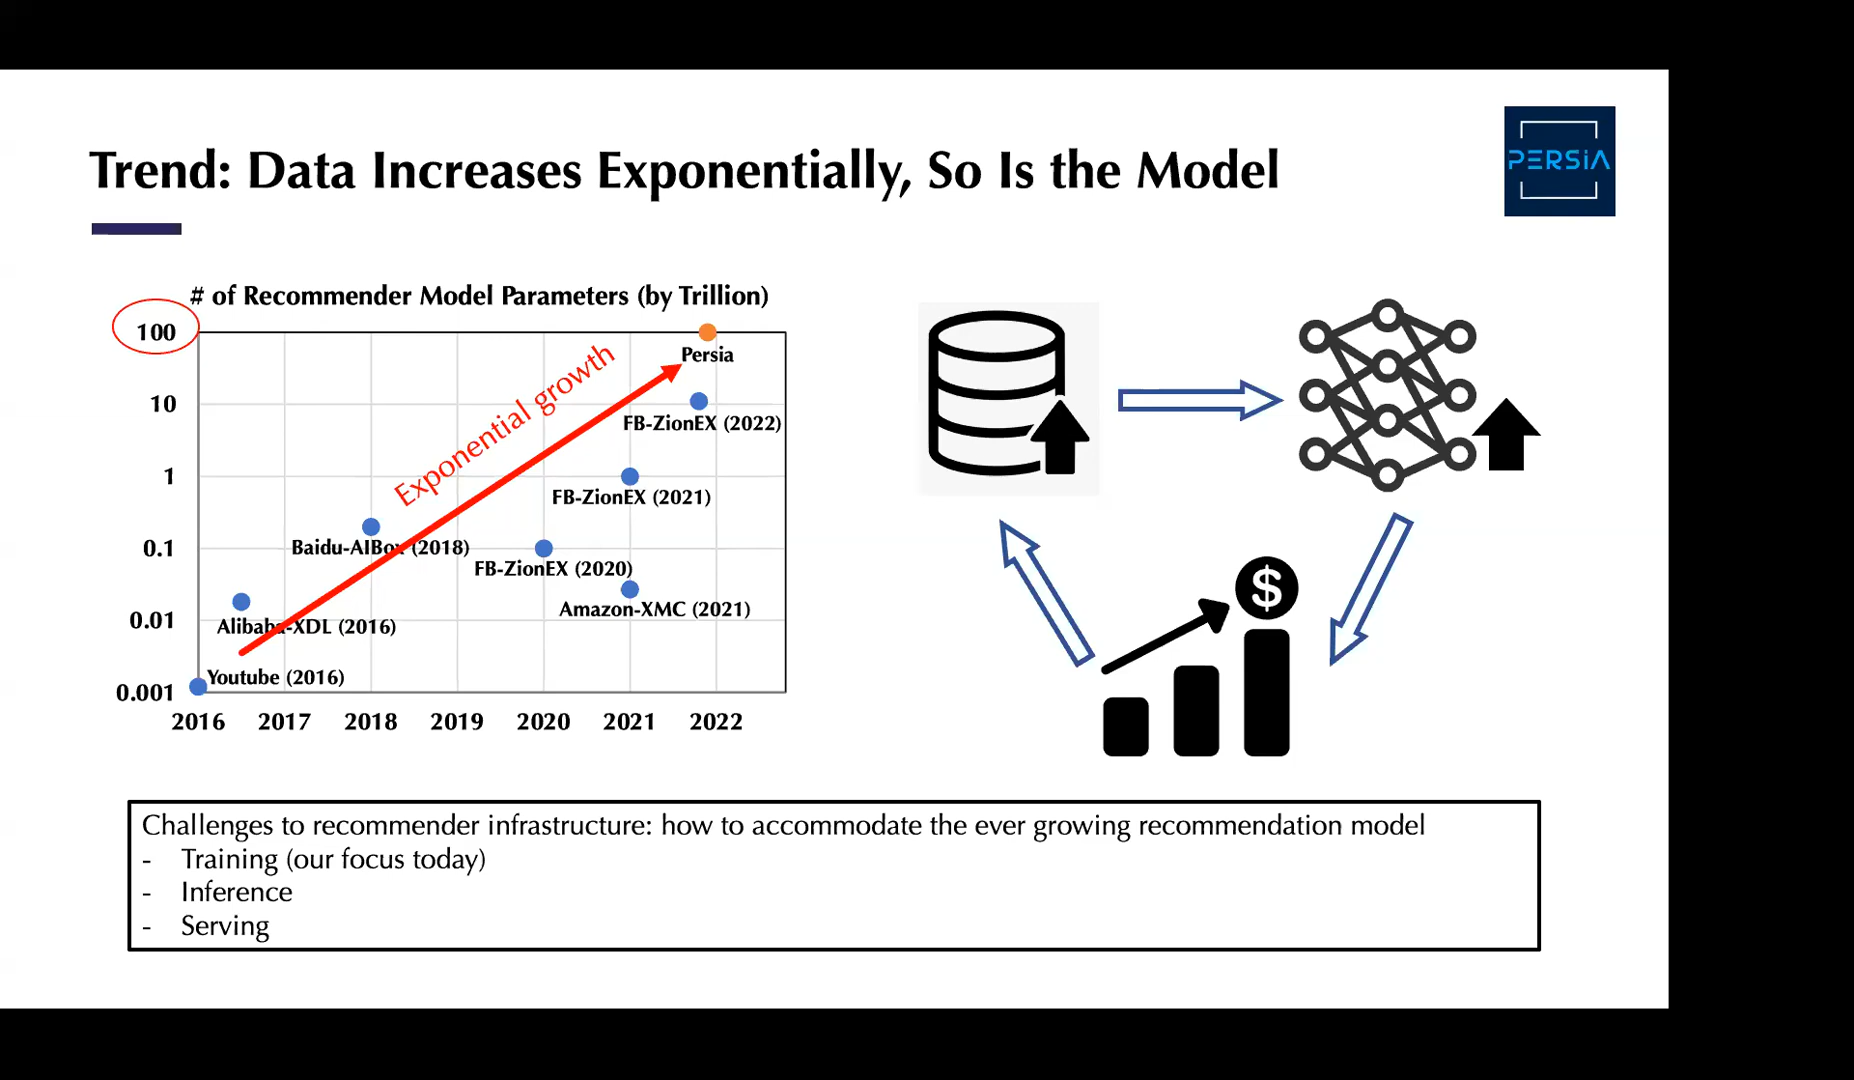 Trend: Data Increases Exponentially, So Is the Model
PERSiA
# of Recommender Model Parameters (by Trillion)
100
10
1
0.1
0.01
0.001
2016 2017 2018 2019 2020 2021 2022
Exponential growth
Persia
FB-ZionEX (2022)
FB-ZionEX (2021)
Baidu-AIBox (2018)
FB-ZionEX (2020)
Amazon-XMC (2021)
Alibaba-XDL (2016)
Youtube (2016)
$
Challenges to recommender infrastructure: how to accommodate the ever growing recommendation model
- Training (our focus today)
- Inference
- Serving